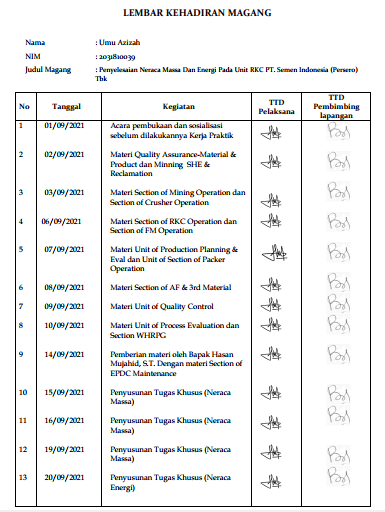 LEMBAR KEHADIRAN MAGANG
Nama : Umu Azizah
NIM : 2031810039
Judul Magang : Penyelesaian Neraca Massa Dan Energi Pada Unit RKC PT. Semen Indonesia (Persero)
Tbk
No Tanggal Kegiatan TTD Pelaksana TTD Pembimbing lapangan
1 01/09/2021 Acara pembukaan dan sosialisasi
sebelum dilakukannya Kerja Praktik
2 02/09/2021 Materi Quality Assurance-Material &
Product dan Minning SHE &
Reclamation
3 03/09/2021 Materi Section of Mining Operation dan
Section of Crusher Operation
4 06/09/2021 Materi Section of RKC Operation dan
Section of FM Operation
5 07/09/2021 Materi Unit of Production Planning &
Eval dan Unit of Section of Packer
Operation
6 08/09/2021 Materi Section of AF & 3rd Material
7 09/09/2021 Materi Unit of Quality Control
8 10/09/2021 Materi Unit of Process Evaluation dan
Section WHRPG
9 14/09/2021 Pemberian materi oleh Bapak Hasan
Mujahid, S.T. Dengan materi Section of
EPDC Maintenance
10 15/09/2021 Penyusunan Tugas Khusus (Neraca
Massa)
11 16/09/2021 Penyusunan Tugas Khusus (Neraca
Massa)
12 19/09/2021 Penyusunan Tugas Khusus (Neraca
Massa)
13 20/09/2021 Penyusunan Tugas Khusus (Neraca
Energi)